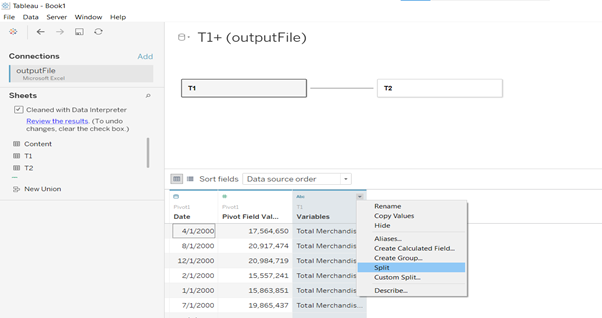 Tableau - Book1
File Data Server Window Help
Connections Add
outputFile
Microsoft Excel
Sheets
Cleaned with Data Interpreter
Review the results. (To undo
changes, clear the check box.)
Content
T1
T2
New Union
T1+ (outputFile)
T1 T2
Sort fields Data source order
Abc
Pivot1 Pivot1 T1
Date Pivot Field Val... Variables
4/1/2000 17,564,650 Total Merchandis...
8/1/2000 20,917,474 Total Merchandis...
12/1/2000 20,984,719 Total Merchandis...
2/1/2000 15,557,241 Total Merchandis...
1/1/2000 15,863,851 Total Merchandis...
7/1/2000 19,865,437 Total Merchandis...
Rename
Copy Values
Hide
Aliases...
Create Calculated Field...
Create Group...
Split
Custom Split...
Describe...